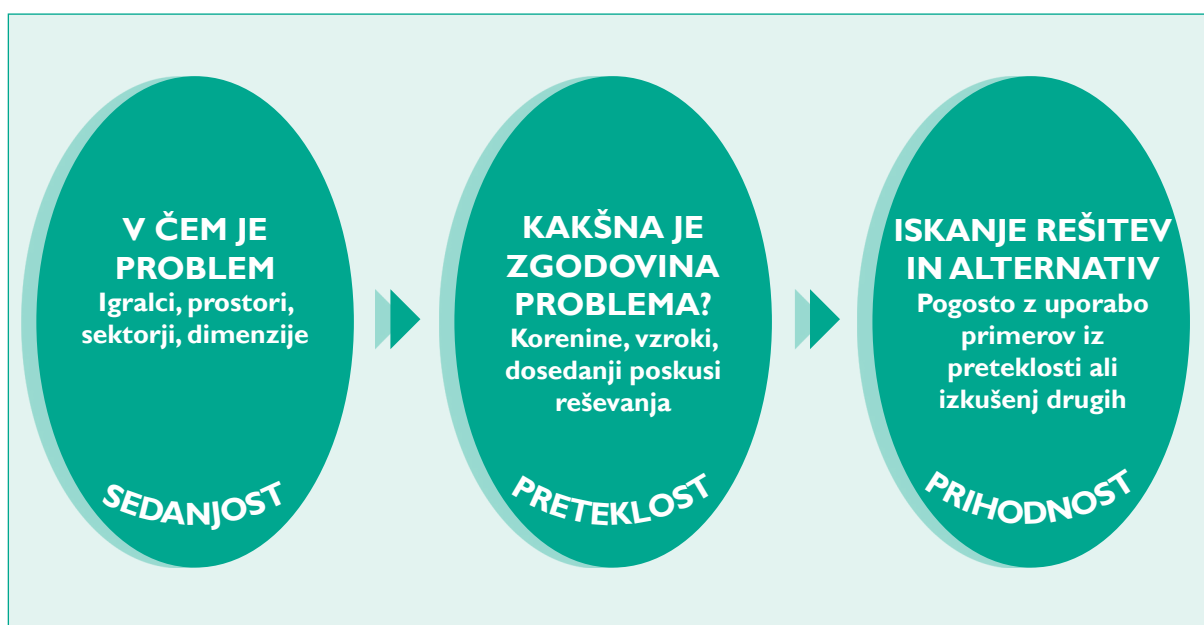 V ČEM JE
PROBLEM
Igralci, prostori,
sektorji, dimenzije
SEDANJOST
KAKŠNA JE
ZGODOVINA
PROBLEMA?
Korenine, vzroki,
dosedanji poskusi
reševanja
PRETEKLOST
ISKANJE REŠITEV
IN ALTERNATIV
Pogosto z uporabo
primerov iz
preteklosti ali
izkušenj drugih
PRIHODNOST